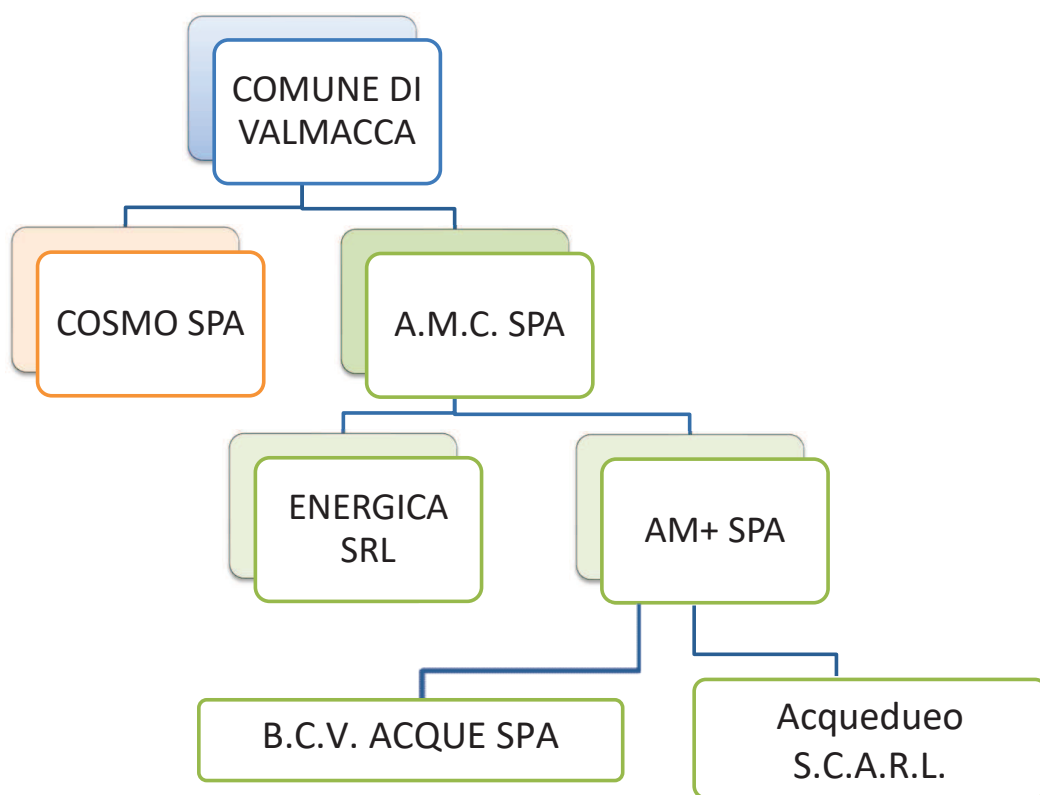 COMUNE DI
VALMACCA
COSMO SPA
A.M.C. SPA
ENERGICA
SRL
AM+ SPA
B.C.V. ACQUE SPA
Acquedueo
S.C.A.R.L.